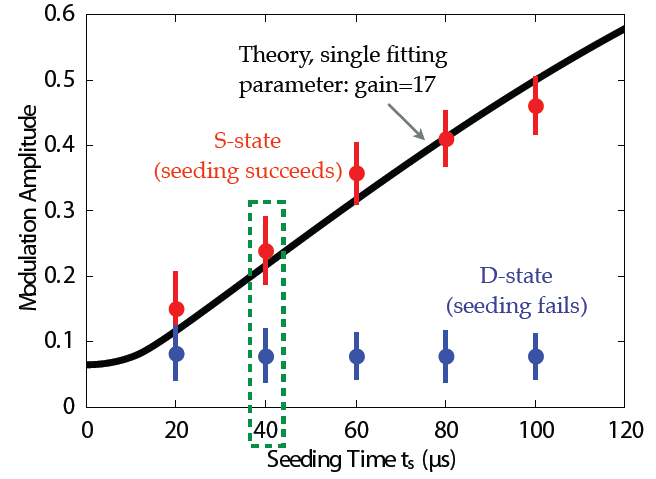 0.6
0.5
0.4
0.3
0.2
0.1
0
Modulation Amplitude
Theory, single fitting
parameter: gain=17
S-state
(seeding succeeds)
D-state
(seeding fails)
0 20 40 60 80 100 120
Seeding Time ts (μs)